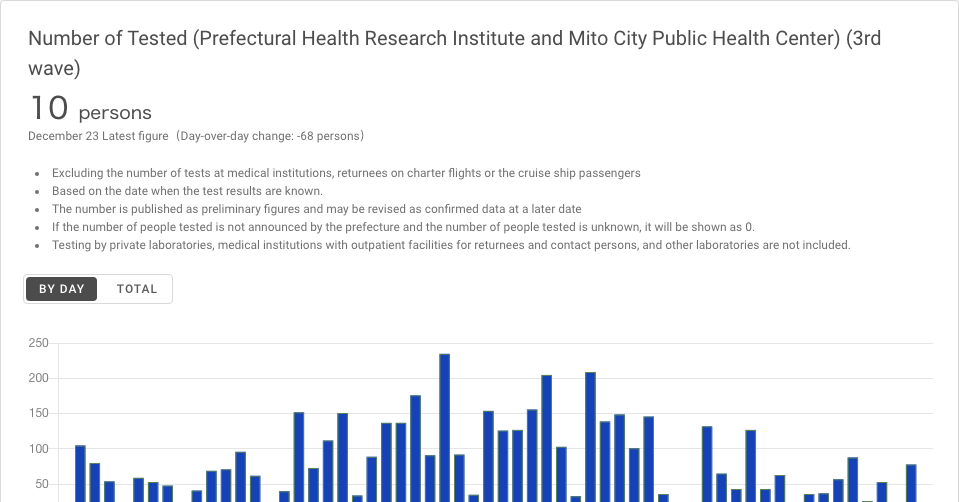 Number of Tested (Prefectural Health Research Institute and Mito City Public Health Center) (3rd
wave)
10 persons
December 23 Latest figure（Day-over-day change: -68 persons）
• Excluding the number of tests at medical institutions, returnees on charter flights or the cruise ship passengers
• Based on the date when the test results are known.
• The number is published as preliminary figures and may be revised as confirmed data at a later date
• If the number of people tested is not announced by the prefecture and the number of people tested is unknown, it will be shown as 0.
• Testing by private laboratories, medical institutions with outpatient facilities for returnees and contact persons, and other laboratories are not included.
BY DAY TOTAL
250
200
150
100
50